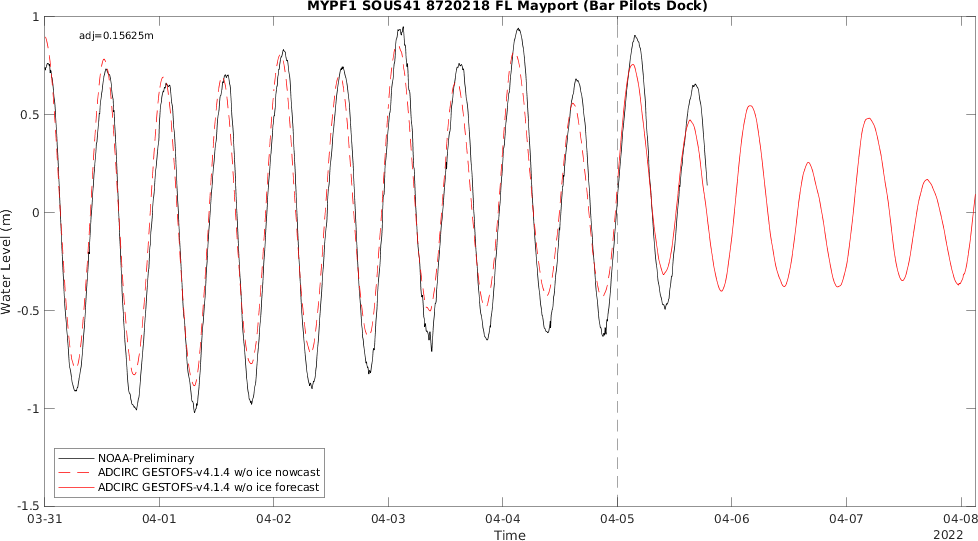 MYPF1 SOUS41 8720218 FL Mayport (Bar Pilots Dock)
adj=0.15625m
1
0.5
0
-0.5
-1
-1.5
Water Level (m)
NOAA-Preliminary
ADCIRC GESTOFS-v4.1.4 w/o ice nowcast
ADCIRC GESTOFS-v4.1.4 w/o ice forecast
03-31 04-01 04-02 04-03 04-04 04-05 04-06 04-07 04-08
Time
2022